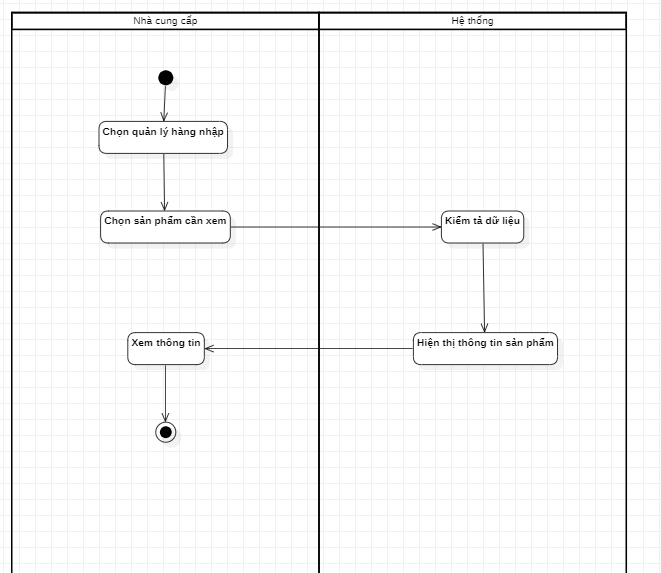 Nhà cung cấp
Hệ thống
Chọn quản lý hàng nhập
Chọn sản phẩm cần xem
Kiểm tả dữ liệu
Xem thông tin
Hiện thị thông tin sản phẩm